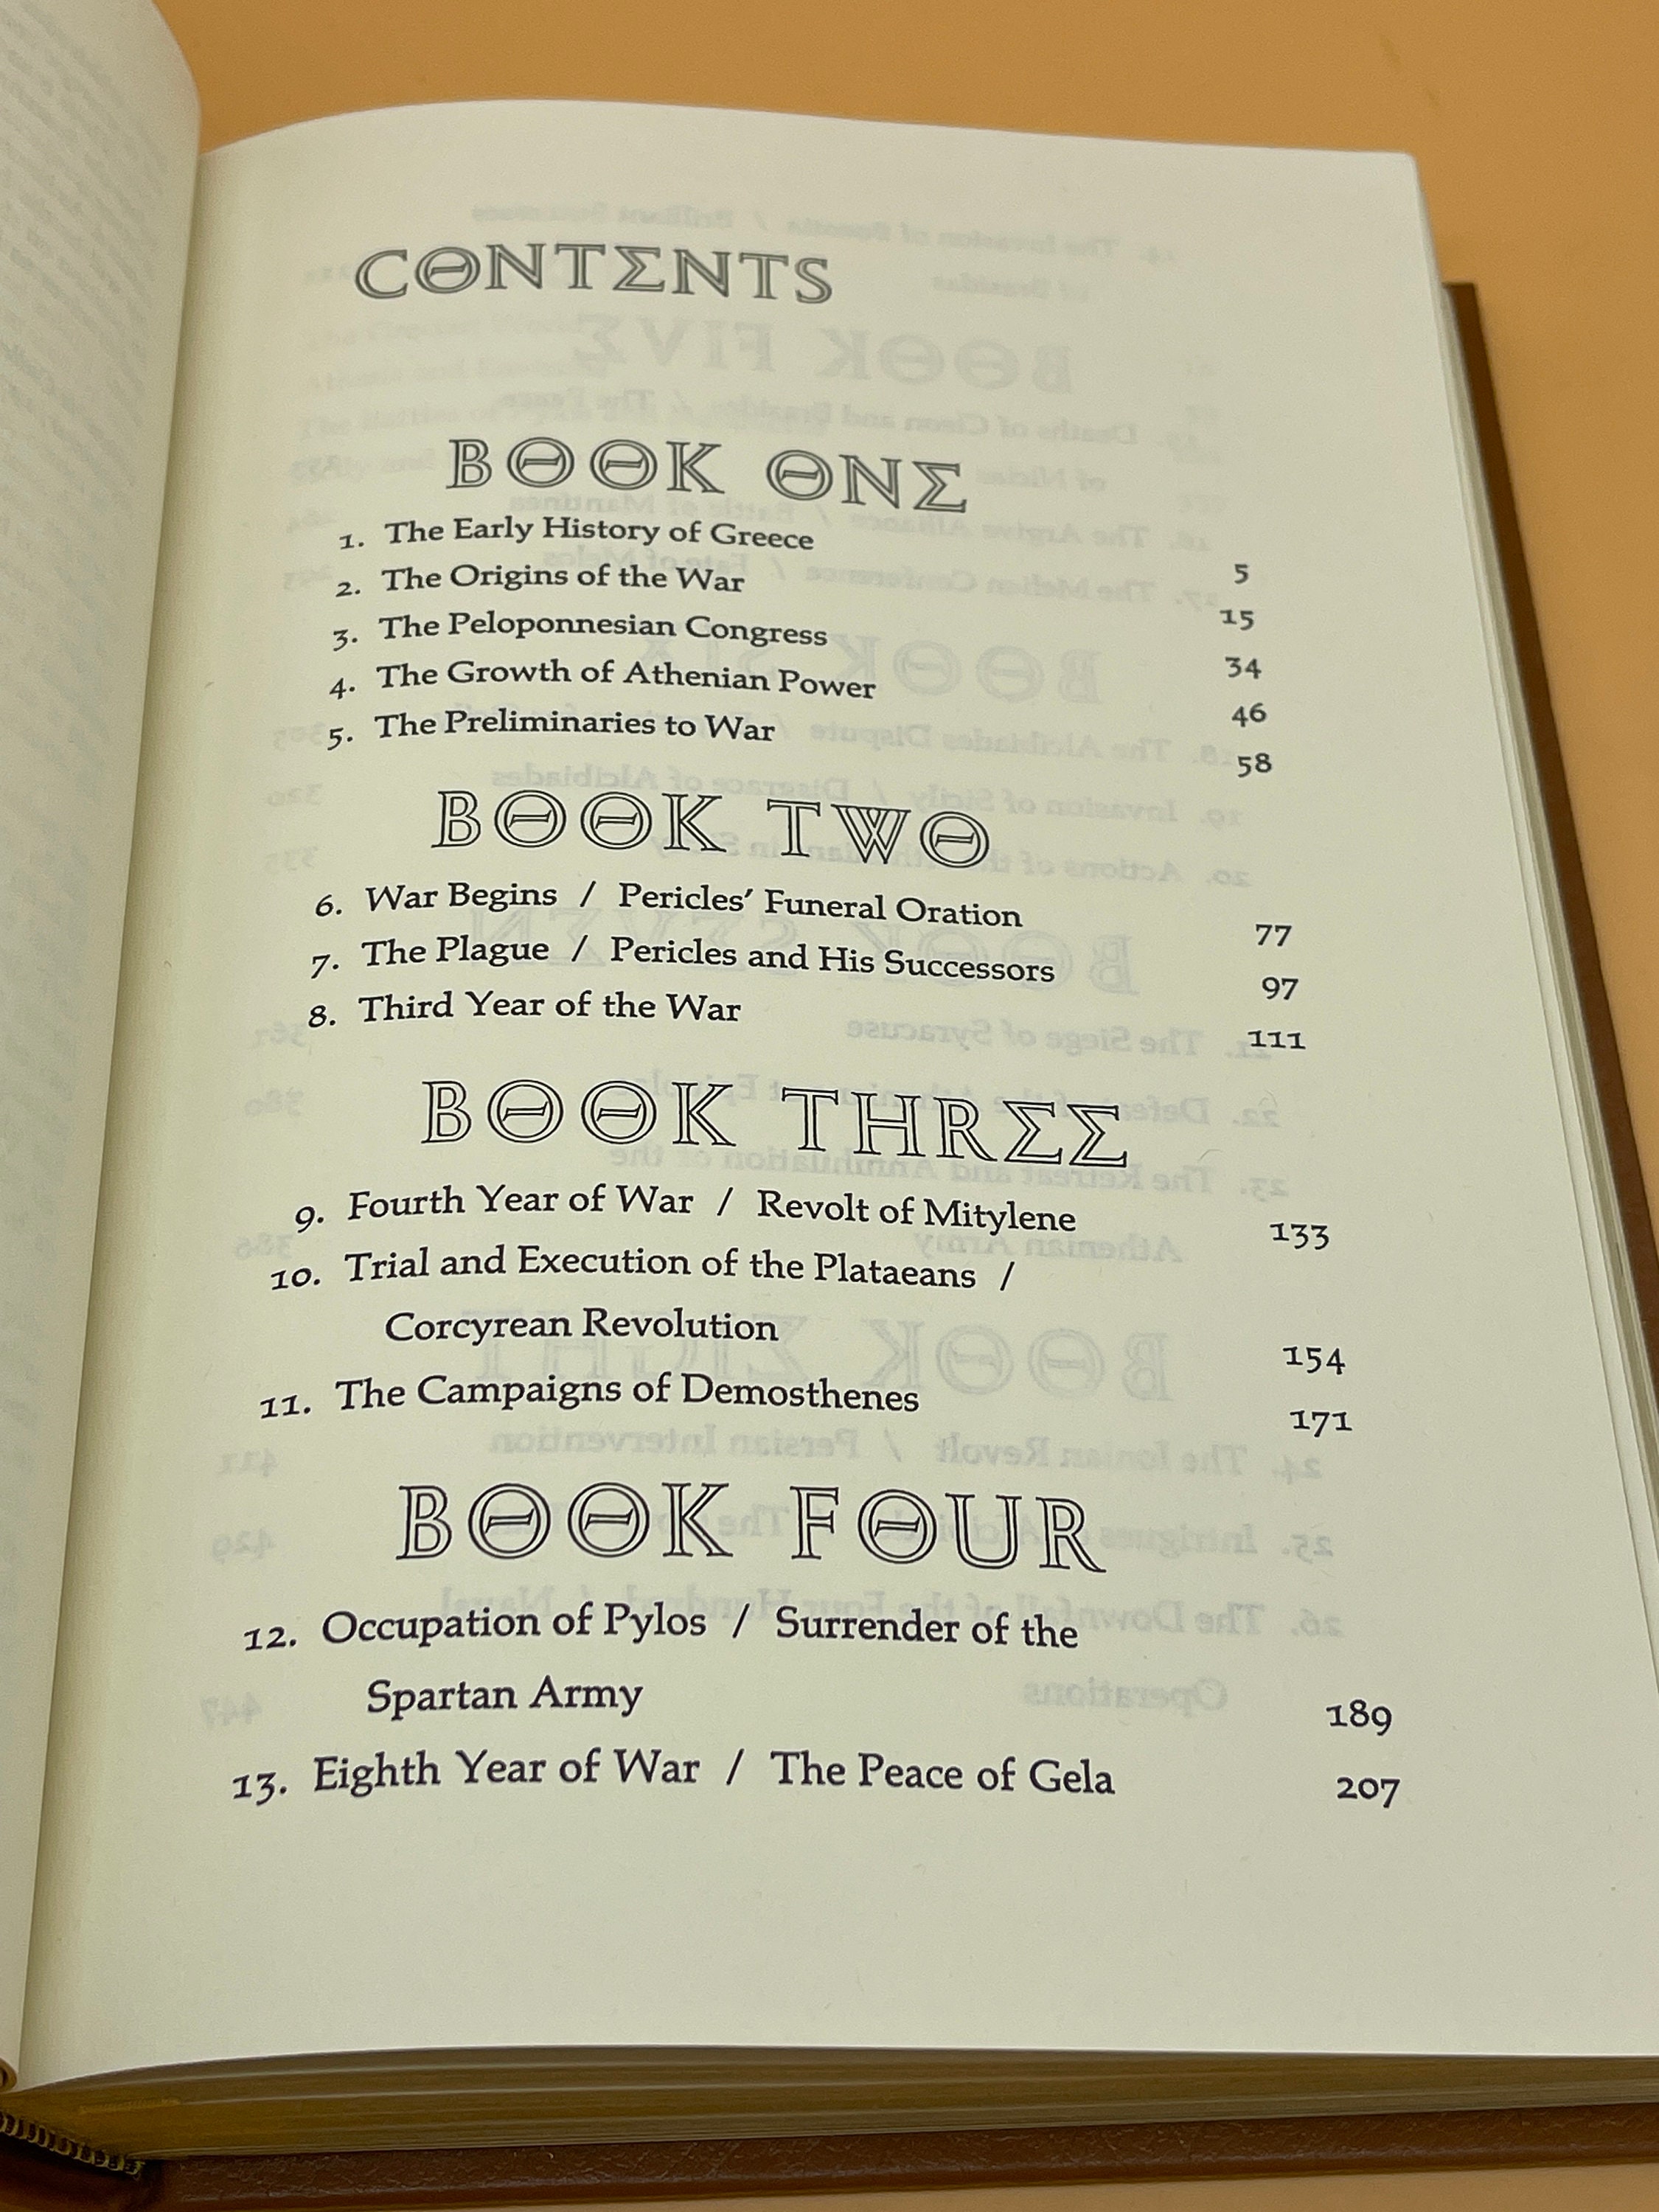 CONTENTS
BOOK ONE
1. The Early History of Greece 5
2. The Origins of the War 15
3. The Peloponnesian Congress 34
4. The Growth of Athenian Power 46
5. The Preliminaries to War 58
BOOK TWO
6. War Begins / Pericles’ Funeral Oration 77
7. The Plague / Pericles and His Successors 97
8. Third Year of the War 111
BOOK THREE
9. Fourth Year of War / Revolt of Mitylene 133
10. Trial and Execution of the Plataeans /
Corcyrean Revolution 154
11. The Campaigns of Demosthenes 171
BOOK FOUR
12. Occupation of Pylos / Surrender of the
Spartan Army 189
13. Eighth Year of War / The Peace of Gela 207